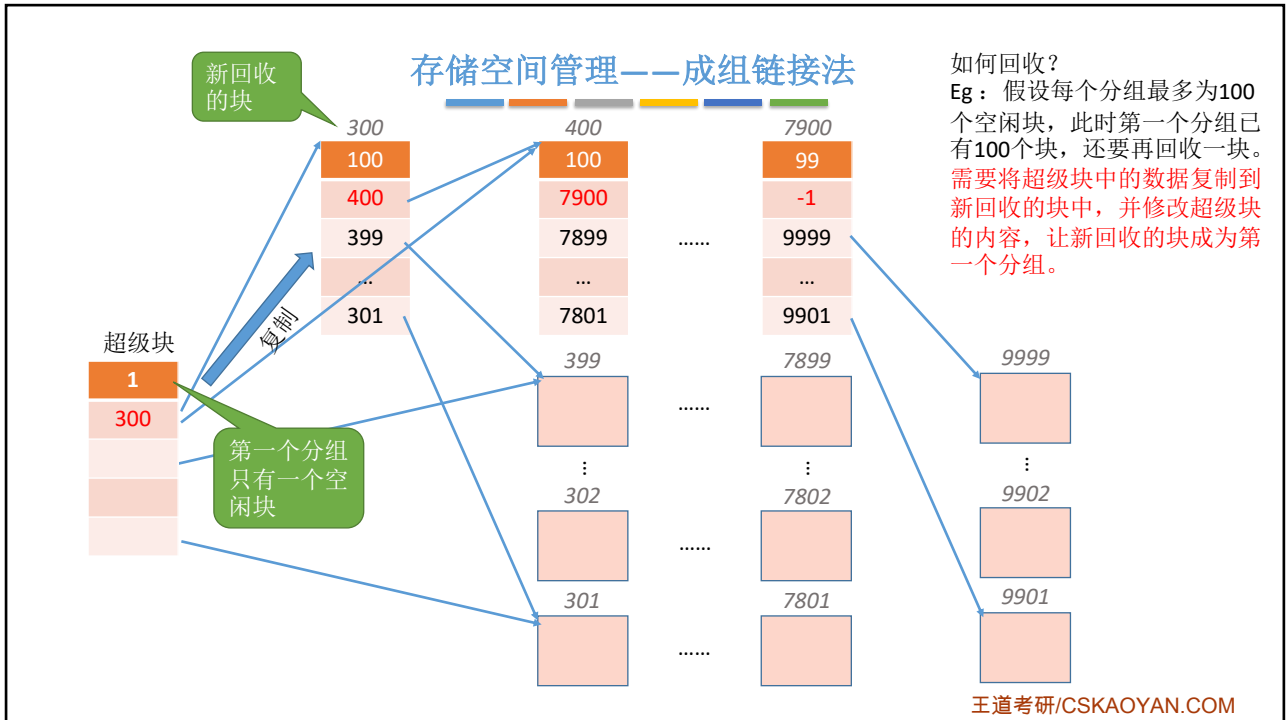 存储空间管理——成组链接法
新回收
的块
如何回收？
Eg：假设每个分组最多为100
个空闲块，此时第一个分组已
有100个块，还要再回收一块。
需要将超级块中的数据复制到
新回收的块中，并修改超级块
的内容，让新回收的块成为第
一个分组。
300
100
400
399
...
301
400
100
7900
7899
...
7801
......
7900
99
-1
9999
...
9901
复制
超级块
1
300
第一个分组
只有一个空
闲块
399
......
7899
9999
...
...
...
302
......
7802
9902
301
......
7801
9901
王道考研/CSKAOYAN.COM